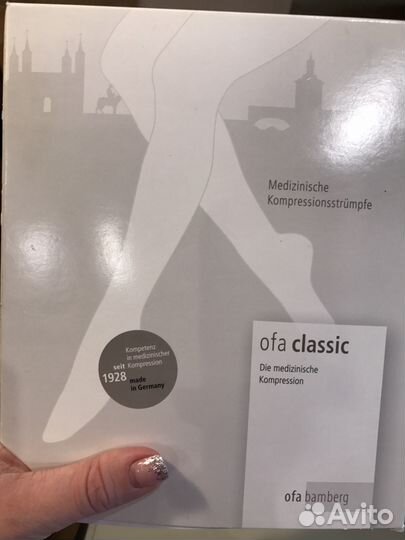 Medizinische
Kompressionsstrümpfe
Kompetenz
in medizinischer
seit Kompression
1928 made
in Germany
ofa classic
Die medizinische
Kompression
ofa bamberg
Avito